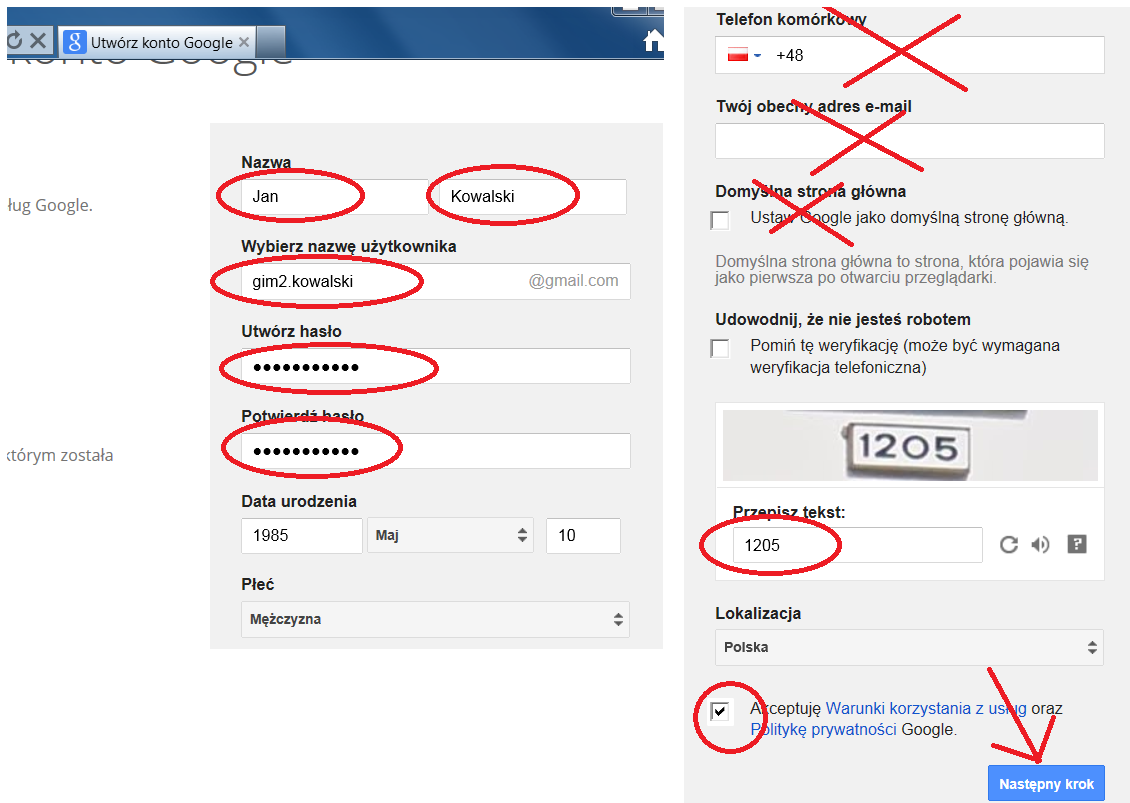 Utwórz konto Google
konto Google
ług Google.
którym została
Nazwa
Jan
Kowalski
Wybierz nazwę użytkownika
gim2.kowalski
@gmail.com
Utwórz hasło
Potwierdź hasło
Data urodzenia
1985
Maj
10
Płeć
Mężczyzna
Telefon komórkowy
+48
Twój obecny adres e-mail
Domyślna strona główna
Ustaw Google jako domyślną stronę główną.
Domyślna strona główna to strona, która pojawia się
jako pierwsza po otwarciu przeglądarki.
Udowodnij, że nie jesteś robotem
Pomiń tę weryfikację (może być wymagana
weryfikacja telefoniczna)
1205
Przepisz tekst:
1205
Lokalizacja
Polska
Akceptuję Warunki korzystania z usług oraz
Politykę prywatności Google.
Następny krok